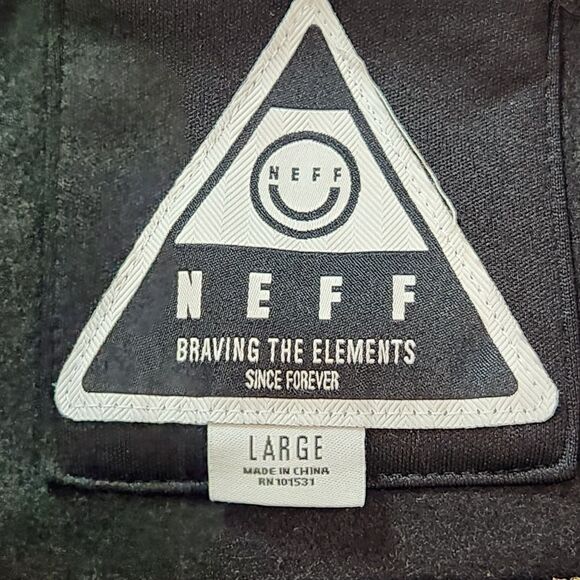 NEFF
NEFF
BRAVING THE ELEMENTS
SINCE FOREVER
LARGE
MADE IN CHINA
RN 101531